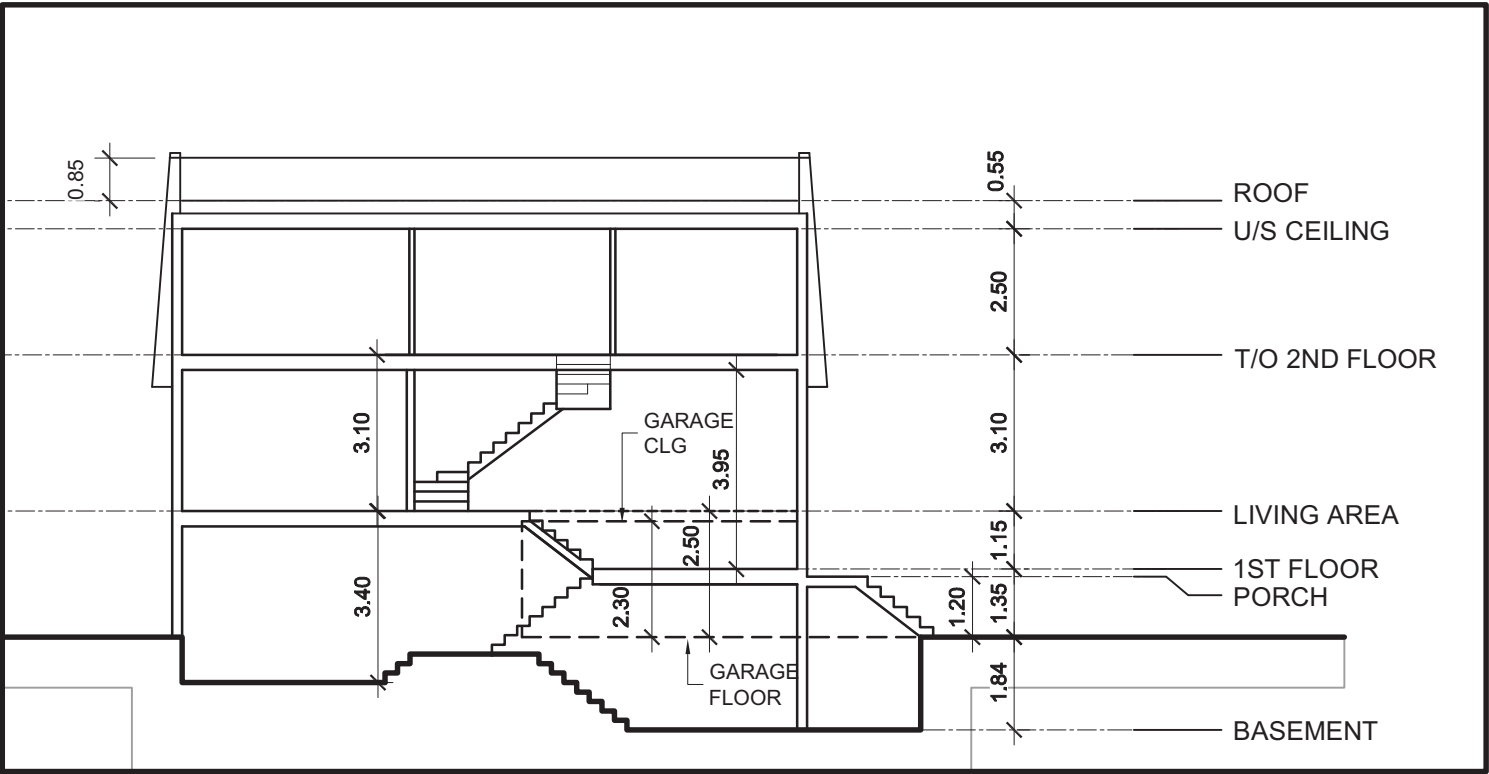 0.85
0.55
ROOF
U/S CEILING
2.50
T/O 2ND FLOOR
3.10
GARAGE
CLG
3.95
3.10
LIVING AREA
2.50
1.15
1ST FLOOR
PORCH
3.40
2.30
1.20
1.35
GARAGE
FLOOR
1.84
BASEMENT